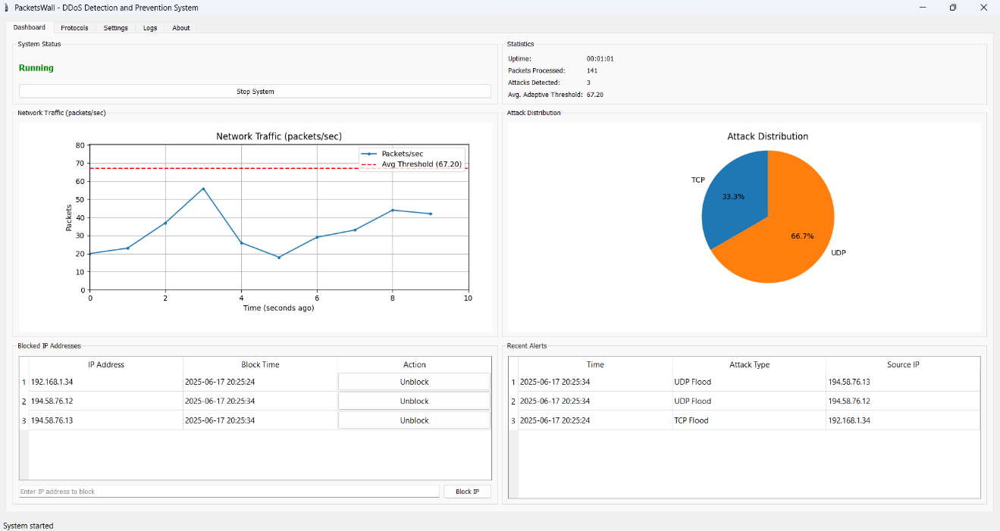 PacketsWall - DDoS Detection and Prevention System
Dashboard Protocols Settings Logs About
System Status
Running
Stop System
Statistics
Uptime: 00:01:01
Packets Processed: 141
Attacks Detected: 3
Avg. Adaptive Threshold: 67.20
Network Traffic (packets/sec)
Network Traffic (packets/sec)
Packets/sec
Avg Threshold (67.20)
80
70
60
50
40
30
20
10
0
Packets
0 2 4 6 8 10
Time (seconds ago)
Attack Distribution
Attack Distribution
TCP
33.3%
66.7%
UDP
Blocked IP Addresses
IP Address Block Time Action
1 192.168.1.34 2025-06-17 20:25:24 Unblock
2 194.58.76.12 2025-06-17 20:25:34 Unblock
3 194.58.76.13 2025-06-17 20:25:34 Unblock
Enter IP address to block Block IP
Recent Alerts
Time Attack Type Source IP
1 2025-06-17 20:25:34 UDP Flood 194.58.76.13
2 2025-06-17 20:25:34 UDP Flood 194.58.76.12
3 2025-06-17 20:25:24 TCP Flood 192.168.1.34
System started